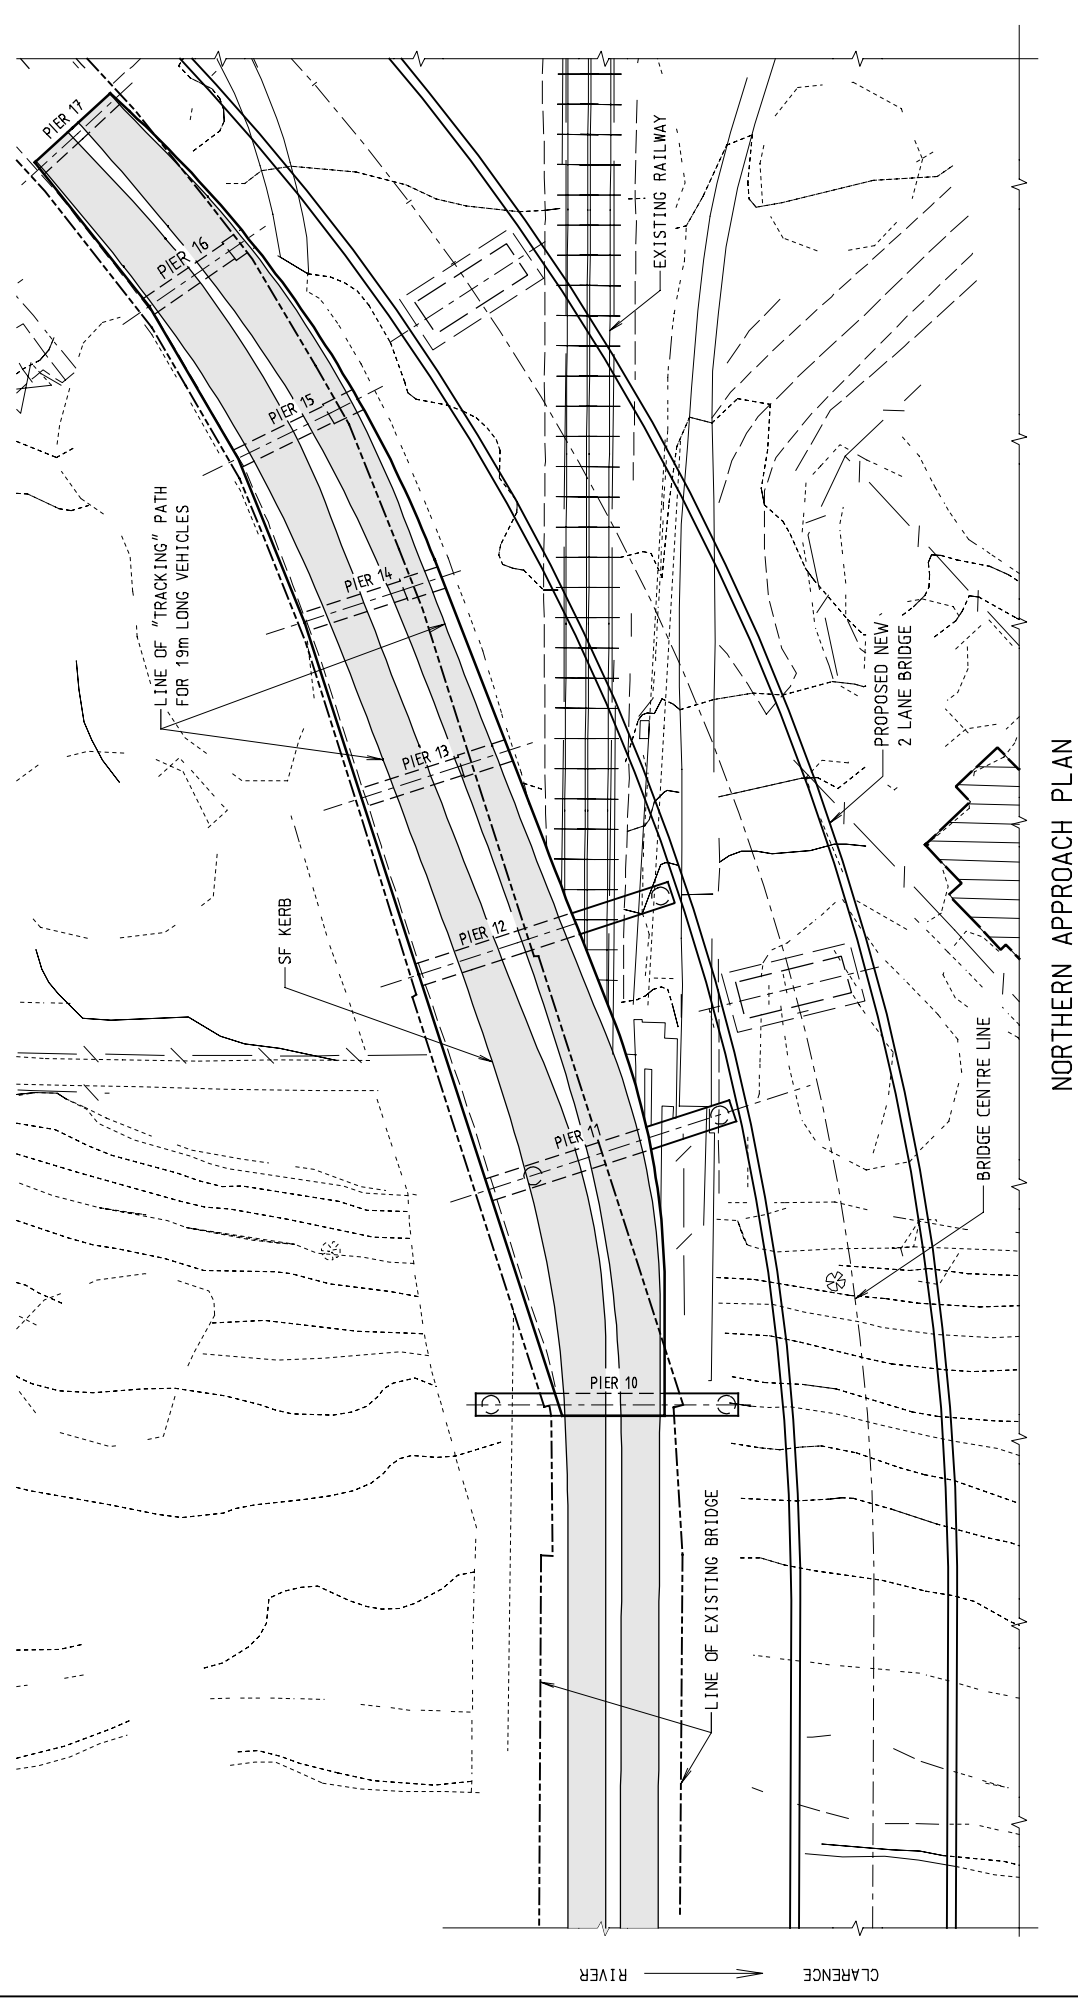 PIER 17
PIER 16
EXISTING RAILWAY
PIER 15
LINE OF "TRACKING" PATH
FOR 19m LONG VEHICLES
PIER 14
PROPOSED NEW
2 LANE BRIDGE
PIER 13
SF KERB
PIER 12
NORTHERN APPROACH PLAN
BRIDGE CENTRE LINE
PIER 11
PIER 10
LINE OF EXISTING BRIDGE
CLARENCE
RIVER